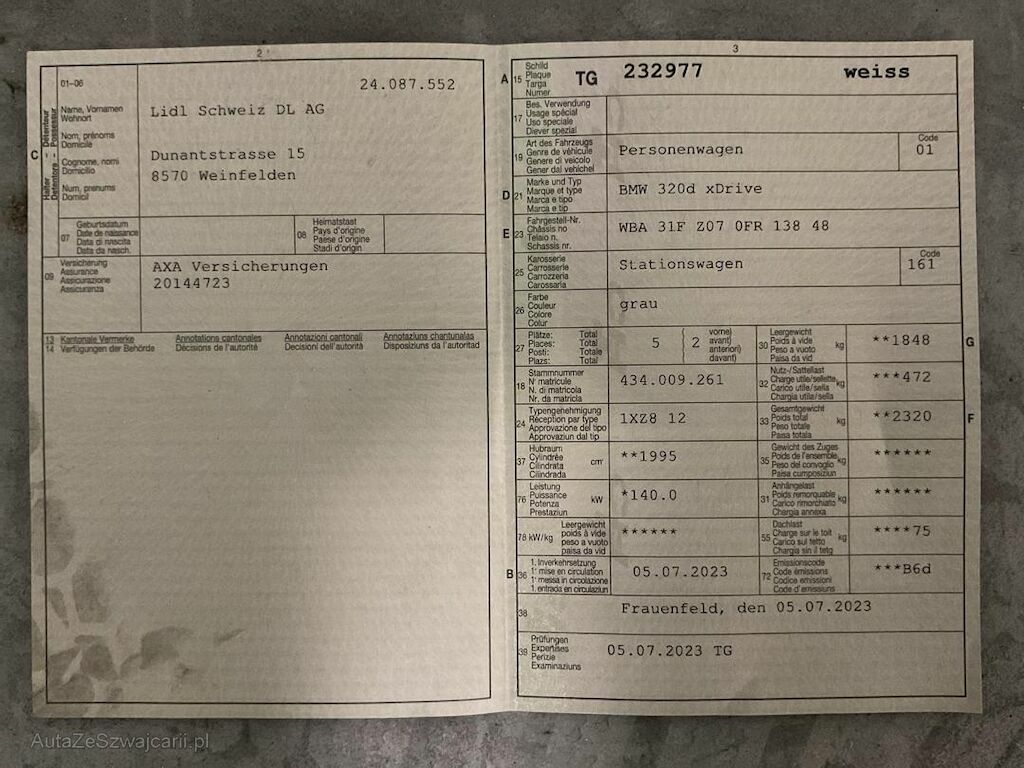 2
01-06
24.087.552
Détenteur Possessur
C
Halter Detentore
Name, Vornamen
Wohnort
Nom, prénoms
Domicile
Cognome, nomi
Domicilio
Num, prenums
Domicil
Lidl Schweiz DL AG
Dunantstrasse 15
8570 Weinfelden
07
Geburtsdatum
Date de naissance
Data di nascita
Data da nasch.
08
Heimatstaat
Pays d'origine
Paese d'origine
Stadi d'origin
09
Versicherung
Assurance
Assicurazione
Assicuranza
AXA Versicherungen
20144723
13 Kantonale Vermerke Annotations cantonales Annotazioni cantonali Annotaziuns chantunalas
14 Verfügungen der Behörde Décisions de l'autorité Decisioni dell'autorità Disposiziuns da l'autoritad
3
A 15
Schild
Plaque
Targa
Numer
TG 232977 weiss
17
Bes. Verwendung
Usage spécial
Uso speciale
Diever spezial
19
Art des Fahrzeugs
Genre de véhicule
Genere di veicolo
Gener dal vehichel
Personenwagen
Code
01
D 21
Marke und Typ
Marque et type
Marca e tipo
Marca e tip
BMW 320d xDrive
E 23
Fahrgestell-Nr.
Châssis no
Telaio n.
Schassis nr.
WBA 31F Z07 0FR 138 48
25
Karosserie
Carrosserie
Carrozzeria
Carossaria
Stationswagen
Code
161
26
Farbe
Couleur
Colore
Colur
grau
27
Plätze: Total
Places: Total
Posti: Totale
Plazs: Total
5
2
vorne)
avant)
anteriori)
davant)
30
Leergewicht
Poids à vide
Peso a vuoto
Paisa da vid
kg
**1848
G
18
Stammnummer
N° matricule
N. di matricola
Nr. da matricla
434.009.261
32
Nutz-/Sattellast
Charge utile/sellette
Carico utile/sella
Chargia utila/sella
kg
***472
24
Typengenehmigung
Réception par type
Approvazione del tipo
Approvaziun dal tip
1XZ8 12
33
Gesamtgewicht
Poids total
Peso totale
Paisa totala
kg
**2320
F
37
Hubraum
Cylindrée
Cilindrata
Cilindrada
cm³
**1995
35
Gewicht des Zuges
Poids de l'ensemble
Peso del convoglio
Paisa cumposiziun
kg
******
76
Leistung
Puissance
Potenza
Prestaziun
kW
*140.0
31
Anhängelast
Poids remorquable
Carico rimorchiato
Chargia annexa
kg
******
78 kW/kg
Leergewicht
poids à vide
peso a vuoto
paisa da vid
******
55
Dachlast
Charge sur le toit
Carico sul tetto
Chargia sin il tetg
kg
****75
B 36
1. Inverkehrsetzung
1re mise en circulation
1a messa in circolazione
1. entrada en circulaziun
05.07.2023
72
Emissionscode
Code émissions
Codice emissioni
Code d'emissiuns
***B6d
38
Frauenfeld, den 05.07.2023
39
Prüfungen
Expertises
Perizie
Examinaziuns
05.07.2023 TG
AutaZeSzwajcarii.pl